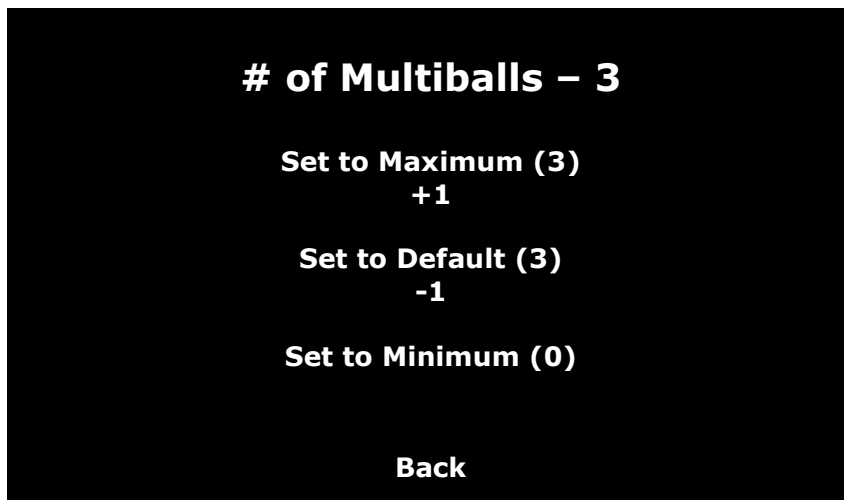 # of Multiballs – 3
Set to Maximum (3)
+1
Set to Default (3)
-1
Set to Minimum (0)
Back